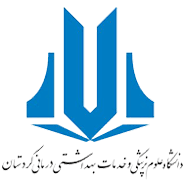 دانشگاه علوم پزشکی و خدمات بهداشتی درمانی کردستان